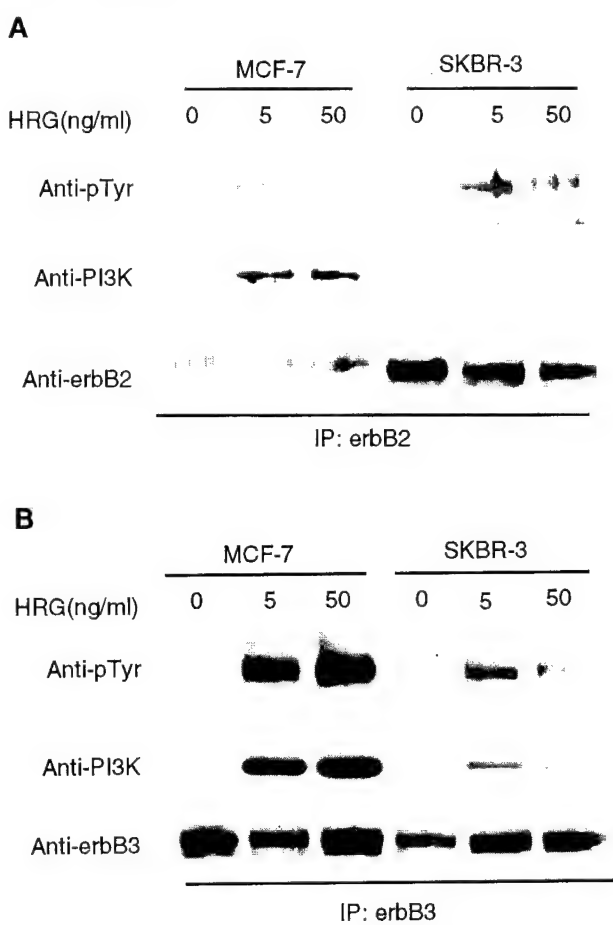 A
MCF-7 SKBR-3
HRG(ng/ml) 0 5 50 0 5 50
Anti-pTyr
Anti-PI3K
Anti-erbB2
IP: erbB2
B
MCF-7 SKBR-3
HRG(ng/ml) 0 5 50 0 5 50
Anti-pTyr
Anti-PI3K
Anti-erbB3
IP: erbB3